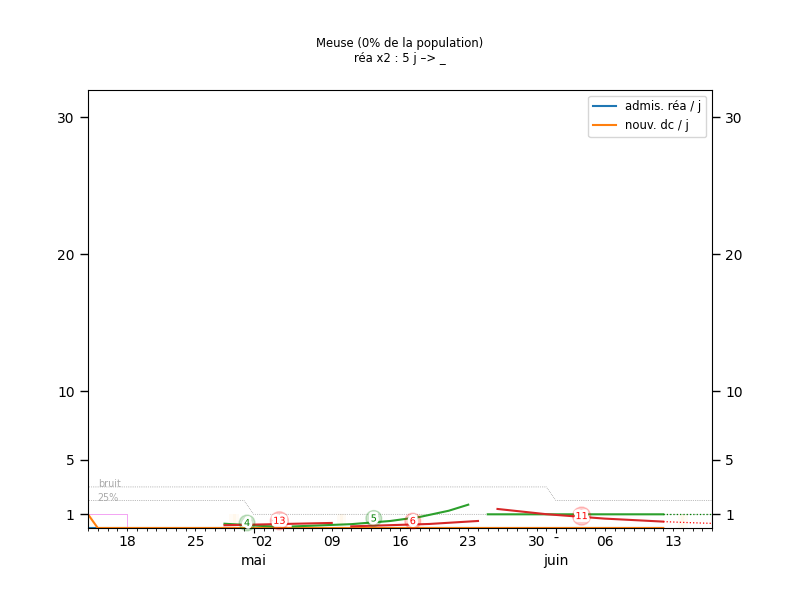 Meuse (0% de la population)
réa x2 : 5 j –> _
admis. réa / j
nouv. dc / j
30 30
20 20
10 10
5 5
bruit
25%
1 1
4 13 5 6 11
18 25 02 09 16 23 30 06 13
mai juin